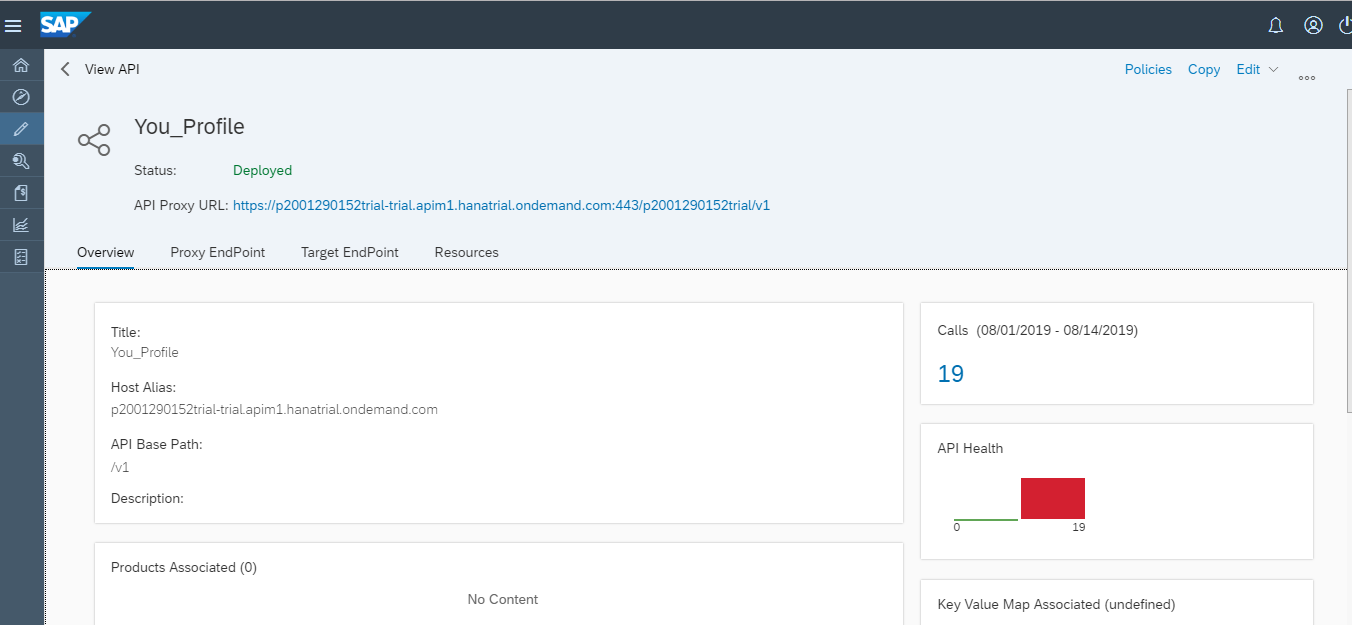 SAP
View API
Policies Copy Edit
You_Profile
Status: Deployed
API Proxy URL: https://p2001290152trial-trial.apim1.hanatrial.ondemand.com:443/p2001290152trial/v1
Overview Proxy EndPoint Target EndPoint Resources
Title:
You_Profile
Host Alias:
p2001290152trial-trial.apim1.hanatrial.ondemand.com
API Base Path:
/v1
Description:
Products Associated (0)
No Content
Calls (08/01/2019 - 08/14/2019)
19
API Health
0 19
Key Value Map Associated (undefined)